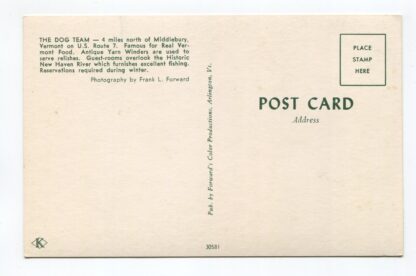 THE DOG TEAM — 4 miles north of Middlebury,
Vermont on U.S. Route 7. Famous for Real Ver-
mont Food. Antique Yarn Winders are used to
serve relishes. Guest-rooms overlook the Historic
New Haven River which furnishes excellent fishing.
Reservations required during winter.
Photography by Frank L. Forward
Pub. by Forward's Color Productions, Arlington, Vt.
PLACE
STAMP
HERE
POST CARD
Address
K
30581